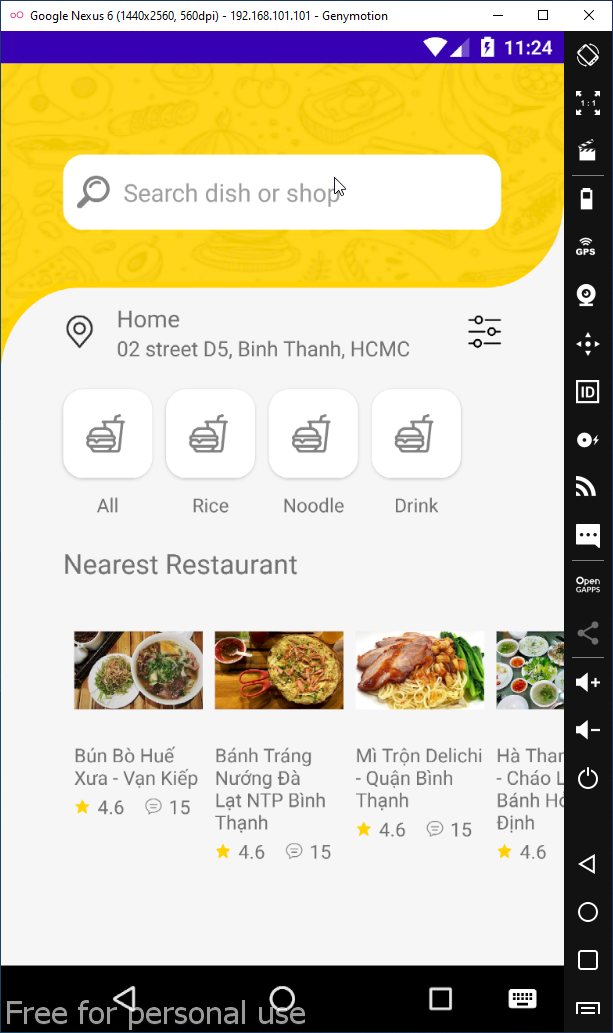 Google Nexus 6 (1440x2560, 560dpi) - 192.168.101.101 - Genymotion
11:24
1:1
Search dish or shop
GPS
Home
02 street D5, Binh Thanh, HCMC
ID
All
Rice
Noodle
Drink
Nearest Restaurant
Open
GAPPS
Bún Bò Huế
Xưa - Vạn Kiếp
4.6
15
Bánh Tráng
Nướng Đà
Lạt NTP Bình
Thạnh
4.6
15
Mì Trộn Delichi
- Quận Bình
Thạnh
4.6
15
Hà Than
- Cháo L
Bánh Hỏ
Định
4.6
Free for personal use